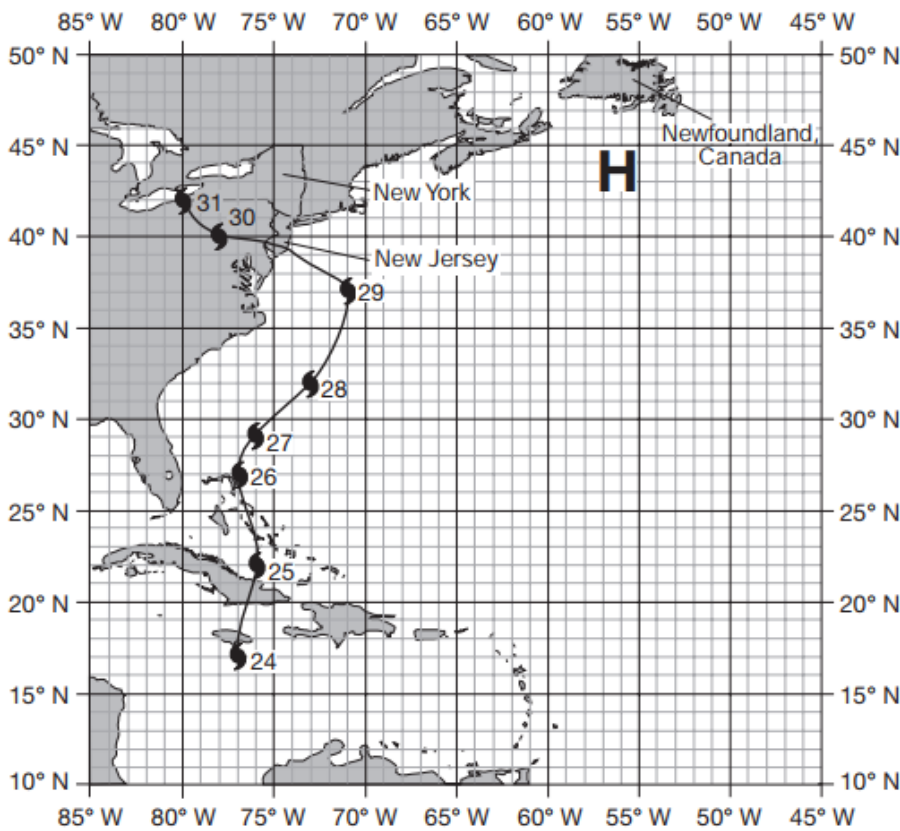 85° W 80° W 75° W 70° W 65° W 60° W 55° W 50° W 45° W
50° N 50° N
Newfoundland,
Canada
45° N H 45° N
New York
31
30
40° N 40° N
New Jersey
29
35° N 35° N
28
30° N 30° N
27
26
25° N 25° N
25
20° N 20° N
24
15° N 15° N
10° N 10° N
85° W 80° W 75° W 70° W 65° W 60° W 55° W 50° W 45° W